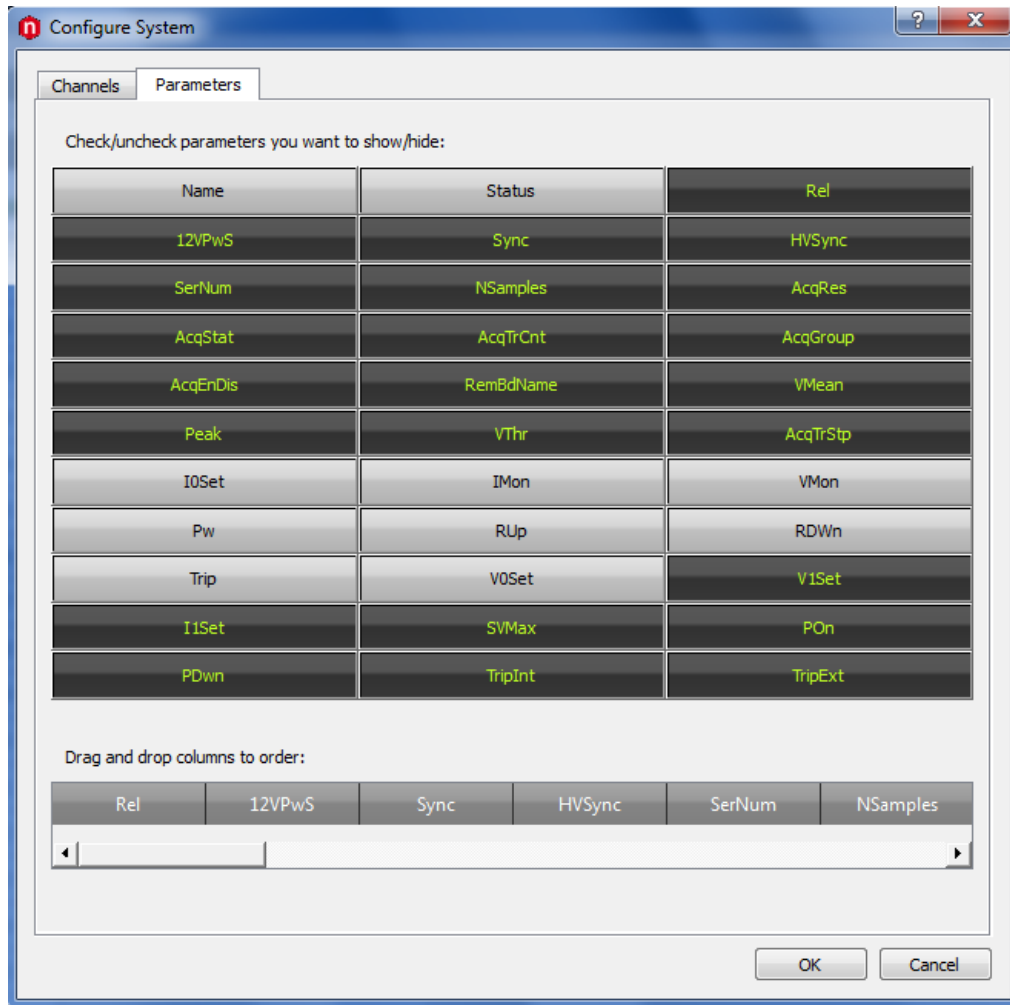 Configure System
Channels Parameters
Check/uncheck parameters you want to show/hide:
Name Status Rel
12VPwS Sync HVSync
SerNum NSamples AcqRes
AcqStat AcqTrCnt AcqGroup
AcqEnDis RemBdName VMean
Peak VThr AcqTrStp
I0Set IMon VMon
Pw RUp RDWn
Trip V0Set V1Set
I1Set SVMax POn
PDwn TripInt TripExt
Drag and drop columns to order:
Rel 12VPwS Sync HVSync SerNum NSamples
OK Cancel